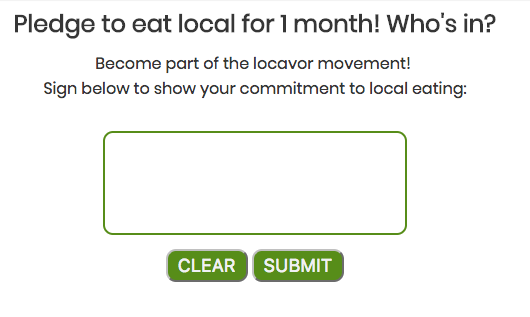 Pledge to eat local for 1 month! Who's in?
Become part of the locavor movement!
Sign below to show your commitment to local eating:
CLEAR SUBMIT